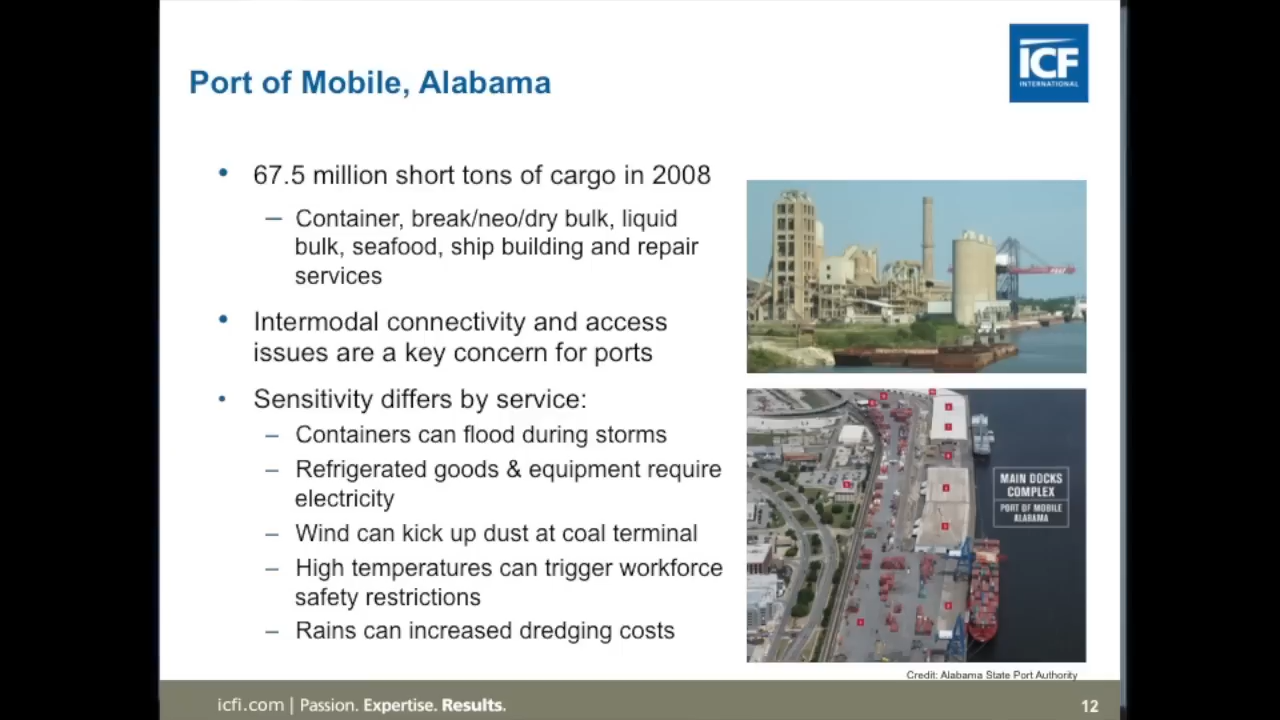 Port of Mobile, Alabama
ICF
INTERNATIONAL
• 67.5 million short tons of cargo in 2008
– Container, break/neo/dry bulk, liquid
bulk, seafood, ship building and repair
services
• Intermodal connectivity and access
issues are a key concern for ports
• Sensitivity differs by service:
– Containers can flood during storms
– Refrigerated goods & equipment require
electricity
– Wind can kick up dust at coal terminal
– High temperatures can trigger workforce
safety restrictions
– Rains can increased dredging costs
MAIN DOCKS
COMPLEX
PORT OF MOBILE
ALABAMA
Credit: Alabama State Port Authority
icfi.com | Passion. Expertise. Results.
12